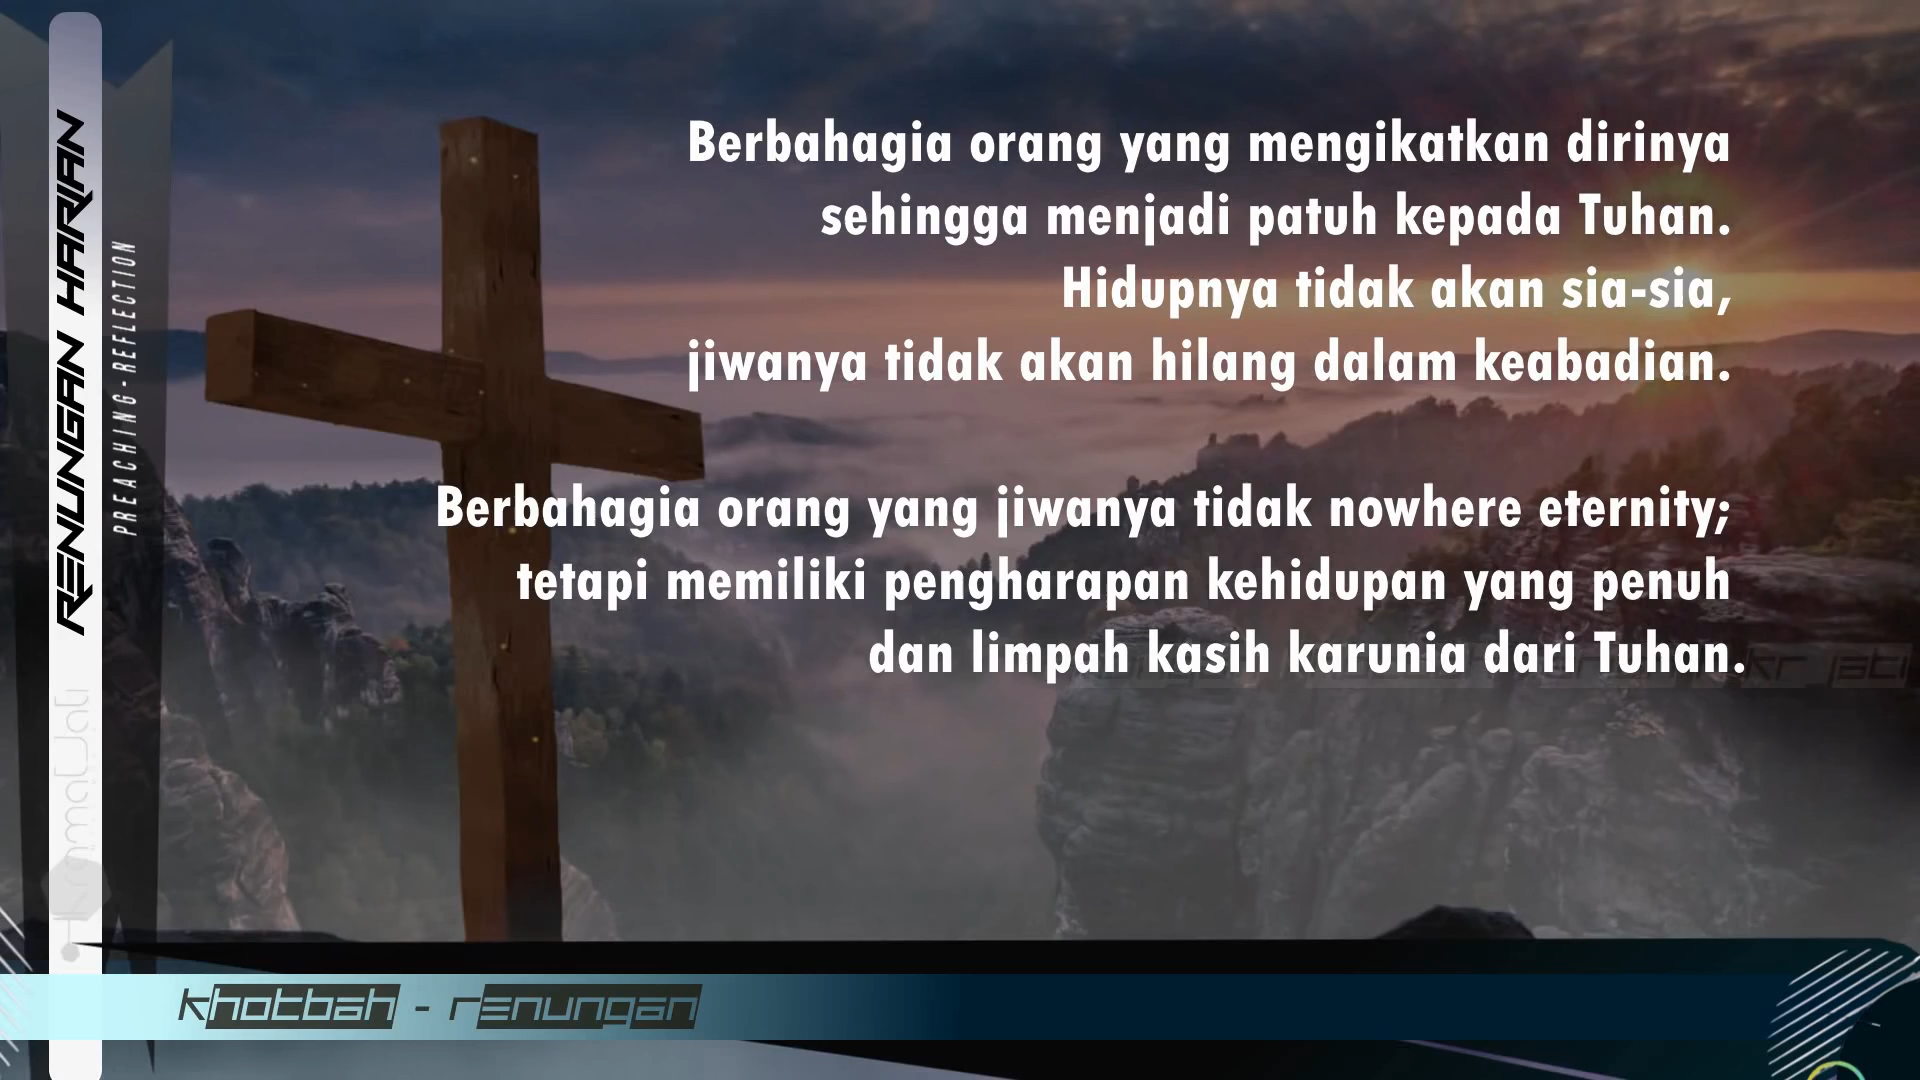 RENUNGAN HARIAN
PREACHING-REFLECTION
Berbahagia orang yang mengikatkan dirinya
sehingga menjadi patuh kepada Tuhan.
Hidupnya tidak akan sia-sia,
jiwanya tidak akan hilang dalam keabadian.
Berbahagia orang yang jiwanya tidak nowhere eternity;
tetapi memiliki pengharapan kehidupan yang penuh
dan limpah kasih karunia dari Tuhan.
kr jati
khotbah - renungan